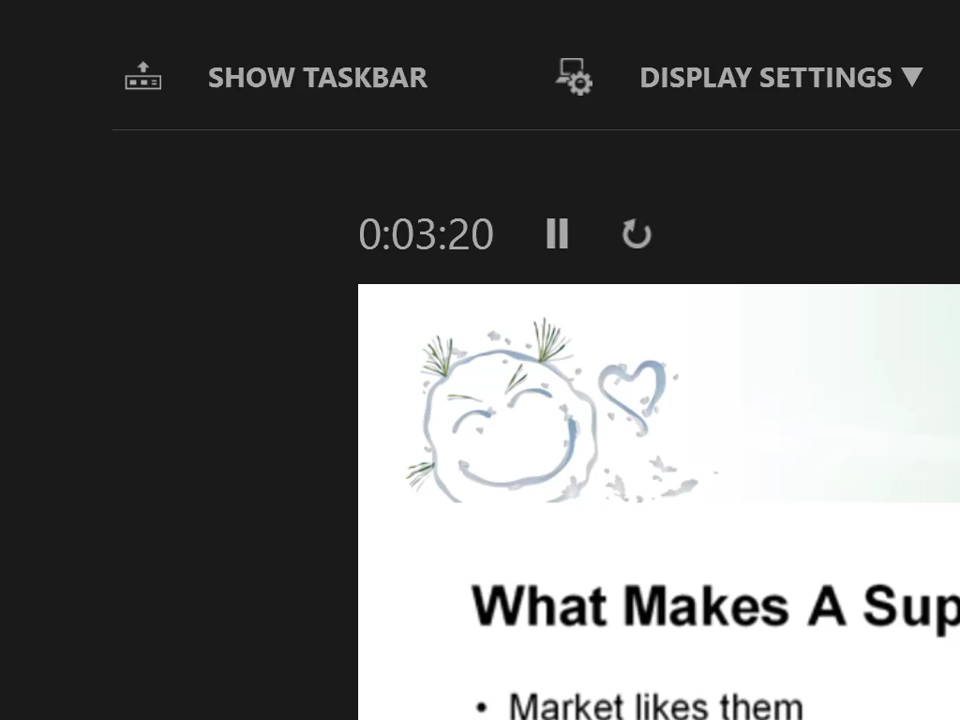 SHOW TASKBAR DISPLAY SETTINGS ▼
0:03:20
What Makes A Sup
• Market likes them